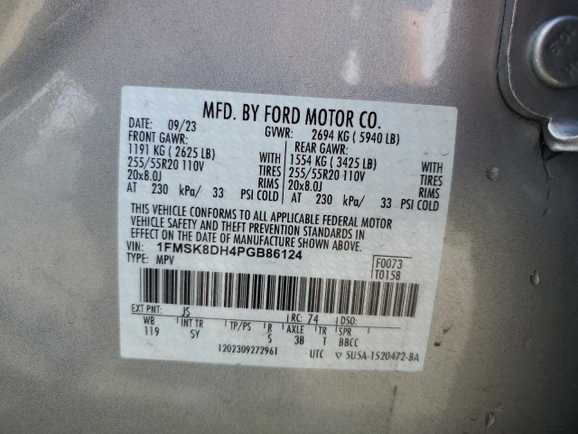 MFD. BY FORD MOTOR CO.
DATE: 09/23 GVWR: 2694 KG ( 5940 LB)
FRONT GAWR: REAR GAWR:
1191 KG ( 2625 LB) WITH 1554 KG ( 3425 LB) WITH
255/55R20 110V TIRES 255/55R20 110V TIRES
20x8.0J RIMS 20x8.0J RIMS
AT 230 kPa/ 33 PSI COLD AT 230 kPa/ 33 PSI COLD
THIS VEHICLE CONFORMS TO ALL APPLICABLE FEDERAL MOTOR
VEHICLE SAFETY AND THEFT PREVENTION STANDARDS IN
EFFECT ON THE DATE OF MANUFACTURE SHOWN ABOVE.
VIN: 1FMSK8DH4PGB86124
TYPE: MPV
F0073
T0158
EXT PNT: JS RC: 74
WB INT TR TP/PS R AXLE TR SPR
119 SY 5 38 T BBCC
1202309272961 UTC ▽ 5U5A-1520472-BA